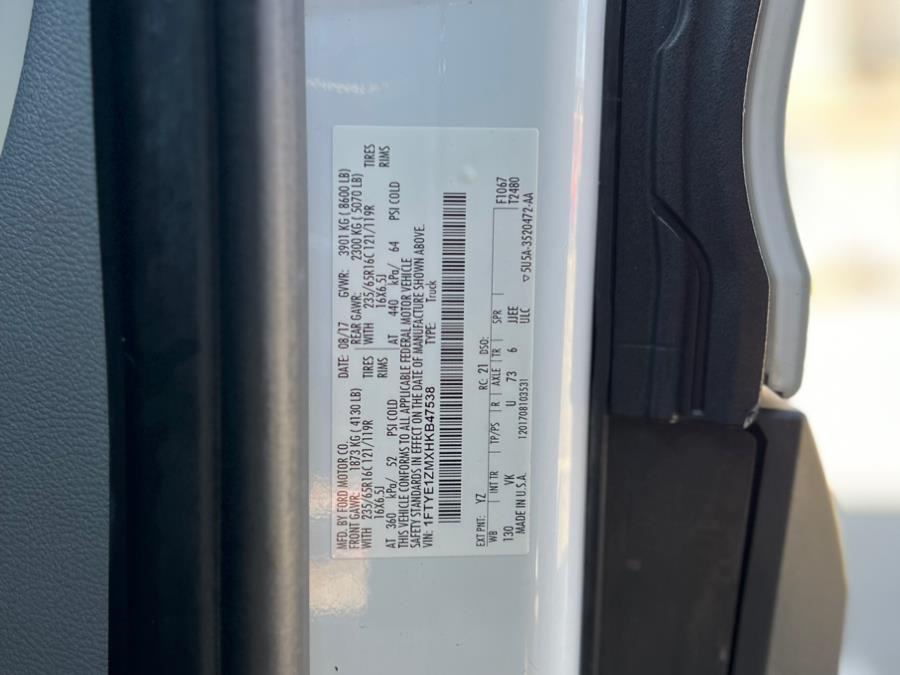 MFD. BY FORD MOTOR CO. DATE: 08/17 GVWR: 3901 KG ( 8600 LB)
FRONT GAWR: 1873 KG ( 4130 LB) REAR GAWR: 2300 KG ( 5070 LB)
WITH 235/65R16C 121/119R TIRES WITH 235/65R16C 121/119R TIRES
16X6.5J RIMS 16X6.5J RIMS
AT 360 kPa/ 52 PSI COLD AT 440 kPa/ 64 PSI COLD
THIS VEHICLE CONFORMS TO ALL APPLICABLE FEDERAL MOTOR VEHICLE
SAFETY STANDARDS IN EFFECT ON THE DATE OF MANUFACTURE SHOWN ABOVE.
VIN: 1FTYE1ZMXHKB47538 TYPE: Truck
EXT PNT: YZ RC: 21 DSO: F1067
WB INT TR TP/PS R AXLE TR SPR T2480
130 VK U 73 6 JJEE
MADE IN U.S.A. 1201708103531 ULC ▽ 5U5A-3520472-AA